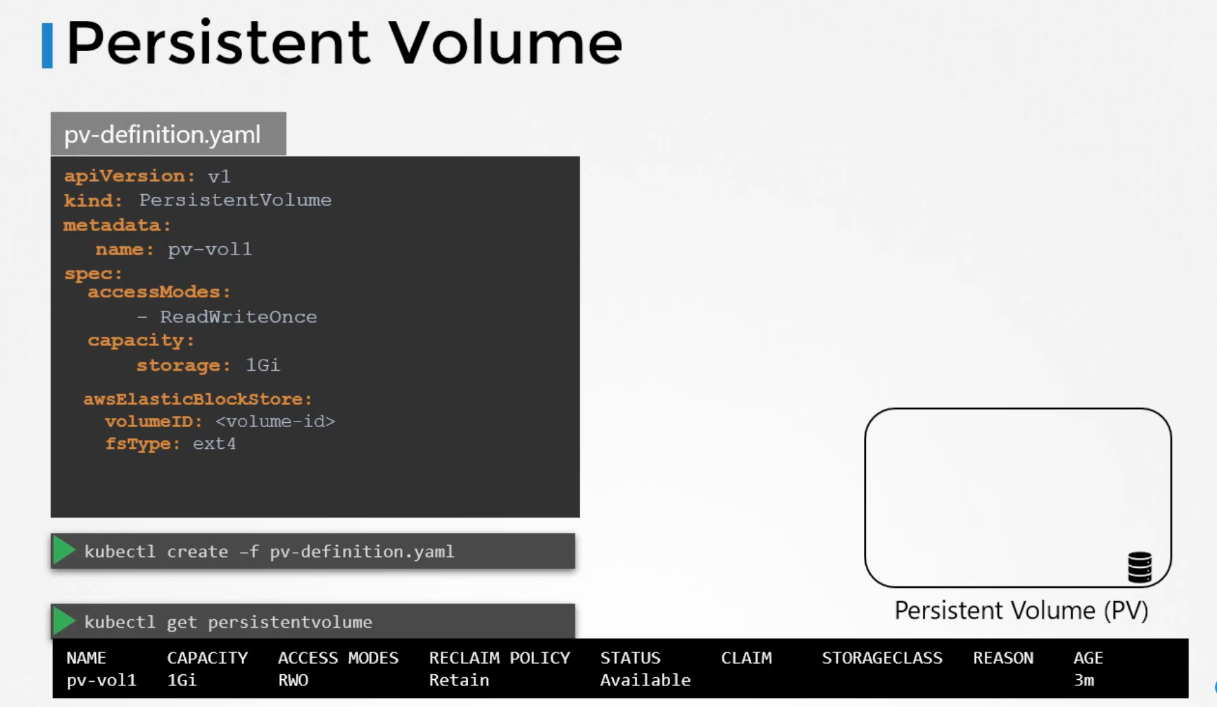 Persistent Volume
pv-definition.yaml
apiVersion: v1
kind: PersistentVolume
metadata:
name: pv-vol1
spec:
accessModes:
- ReadWriteOnce
capacity:
storage: 1Gi
awsElasticBlockStore:
volumeID: <volume-id>
fsType: ext4
kubectl create –f pv-definition.yaml
Persistent Volume (PV)
kubectl get persistentvolume
NAME CAPACITY ACCESS MODES RECLAIM POLICY STATUS CLAIM STORAGECLASS REASON AGE
pv-vol1 1Gi RWO Retain Available 3m